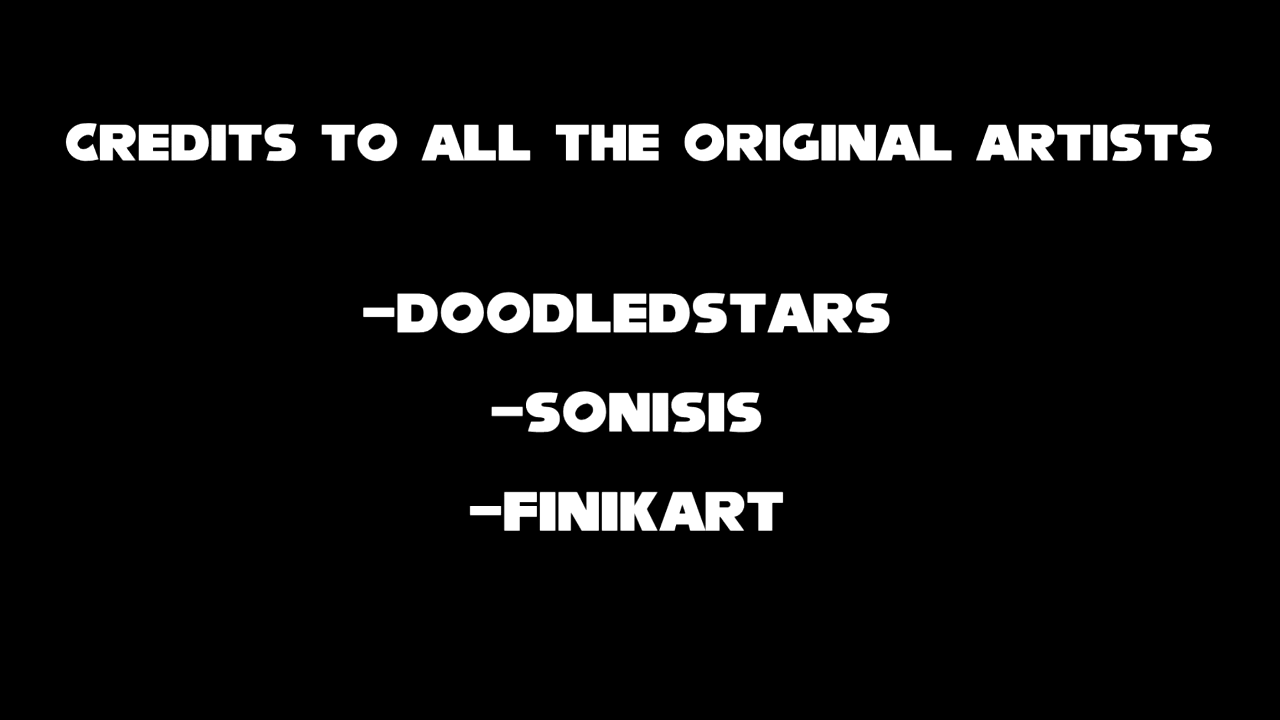 CREDITS TO ALL THE ORIGINAL ARTISTS
-DOODLEDSTARS
-SONISIS
-FINIKART